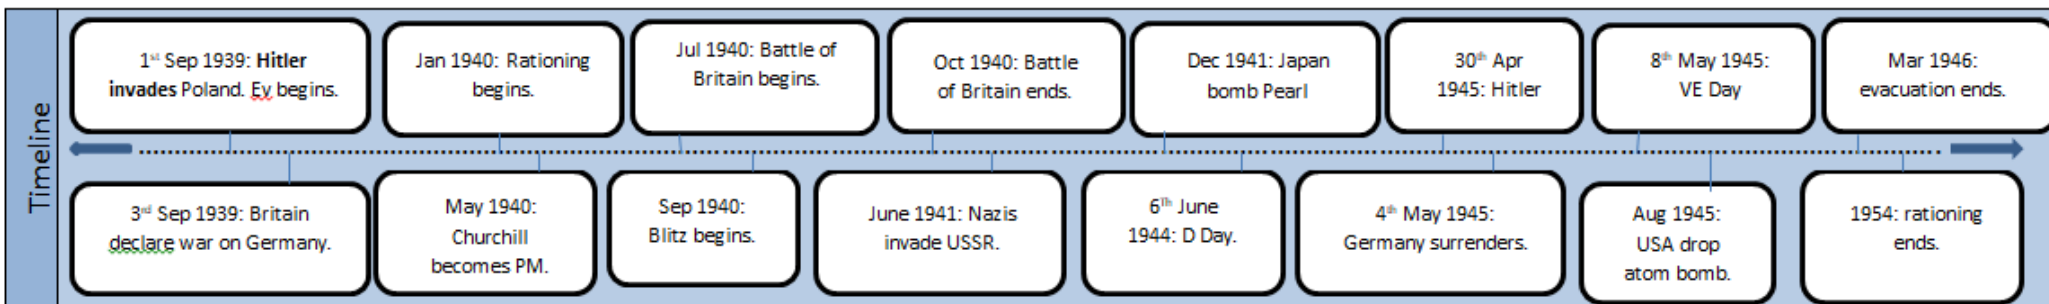 Timeline
1st Sep 1939: Hitler
invades Poland. Ev begins.
Jan 1940: Rationing
begins.
Jul 1940: Battle of
Britain begins.
Oct 1940: Battle
of Britain ends.
Dec 1941: Japan
bomb Pearl
30th Apr
1945: Hitler
8th May 1945:
VE Day
Mar 1946:
evacuation ends.
3rd Sep 1939: Britain
declare war on Germany.
May 1940:
Churchill
becomes PM.
Sep 1940:
Blitz begins.
June 1941: Nazis
invade USSR.
6Th June
1944: D Day.
4th May 1945:
Germany surrenders.
Aug 1945:
USA drop
atom bomb.
1954: rationing
ends.